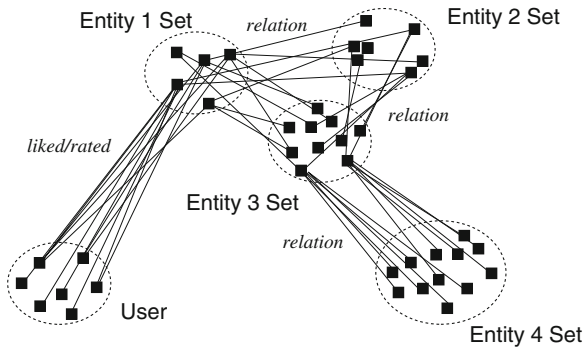 Entity 1 Set
relation
Entity 2 Set
liked/rated
relation
Entity 3 Set
relation
User
Entity 4 Set